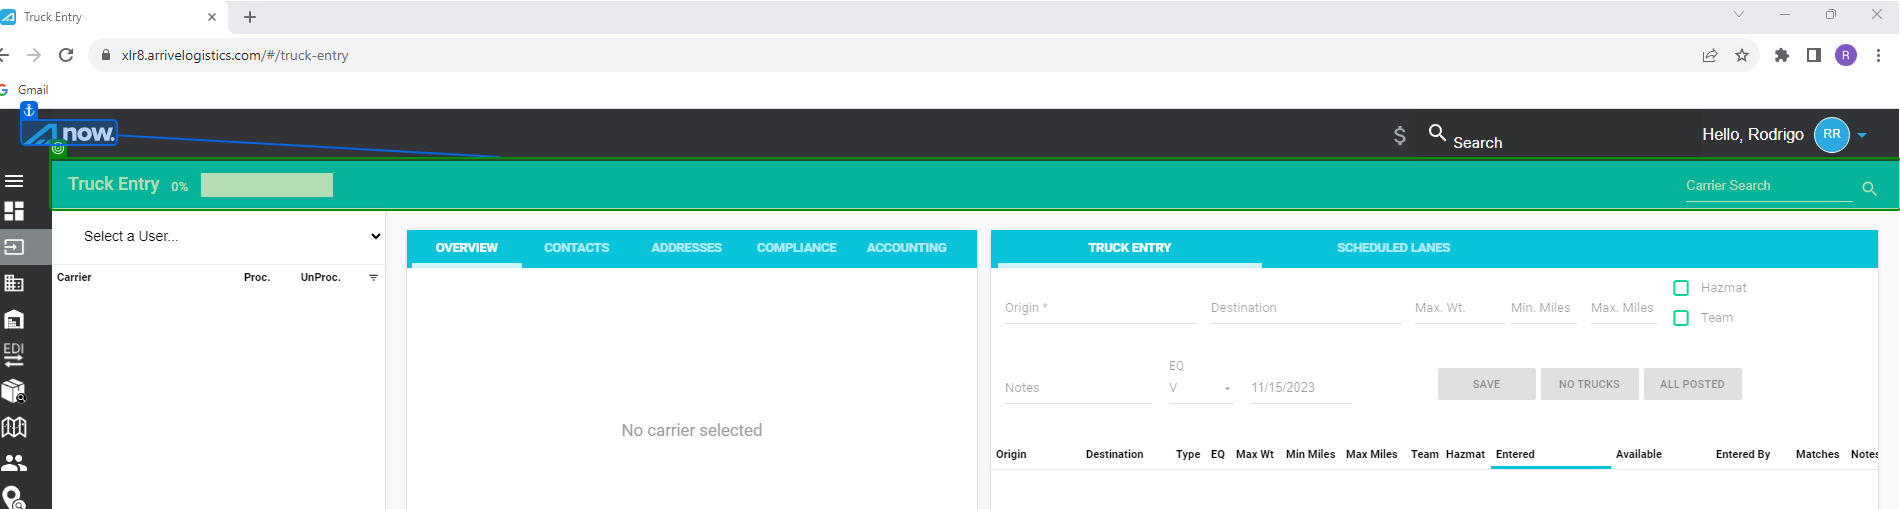 Truck Entry
xlr8.arrivelogistics.com/#/truck-entry
R
Gmail
now.
$ Search Hello, Rodrigo RR
Truck Entry 0% Carrier Search
Select a User...
Carrier Proc. UnProc.
OVERVIEW CONTACTS ADDRESSES COMPLIANCE ACCOUNTING
No carrier selected
TRUCK ENTRY SCHEDULED LANES
Hazmat
Origin * Destination Max. Wt. Min. Miles Max. Miles
Team
EQ
Notes V 11/15/2023 SAVE NO TRUCKS ALL POSTED
Origin Destination Type EQ Max Wt Min Miles Max Miles Team Hazmat Entered Available Entered By Matches Notes
EDI